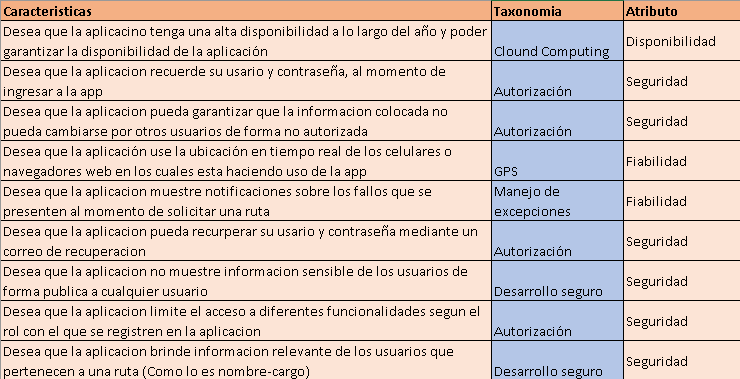 Caracteristicas Taxonomia Atributo
Desea que la aplicacino tenga una alta disponibilidad a lo largo del año y poder
garantizar la disponibilidad de la aplicación Clound Computing Disponibilidad
Desea que la aplicacion recuerde su usario y contraseña, al momento de
ingresar a la app Autorización Seguridad
Desea que la aplicacion pueda garantizar que la informacion colocada no
pueda cambiarse por otros usuarios de forma no autorizada Autorización Seguridad
Desea que la aplicación use la ubicación en tiempo real de los celulares o
navegadores web en los cuales esta haciendo uso de la app GPS Fiabilidad
Desea que la aplicacion muestre notificaciones sobre los fallos que se
presenten al momento de solicitar una ruta Manejo de
excepciones Fiabilidad
Desea que la aplicacion pueda recurperar su usario y contraseña mediante un
correo de recuperacion Autorización Seguridad
Desea que la aplicacion no muestre informacion sensible de los usuarios de
forma publica a cualquier usuario Desarrollo seguro Seguridad
Desea que la aplicacion limite el acceso a diferentes funcionalidades segun el
rol con el que se registren en la aplicacion Autorización Seguridad
Desea que la aplicacion brinde informacion relevante de los usuarios que
pertenecen a una ruta (Como lo es nombre-cargo) Desarrollo seguro Seguridad